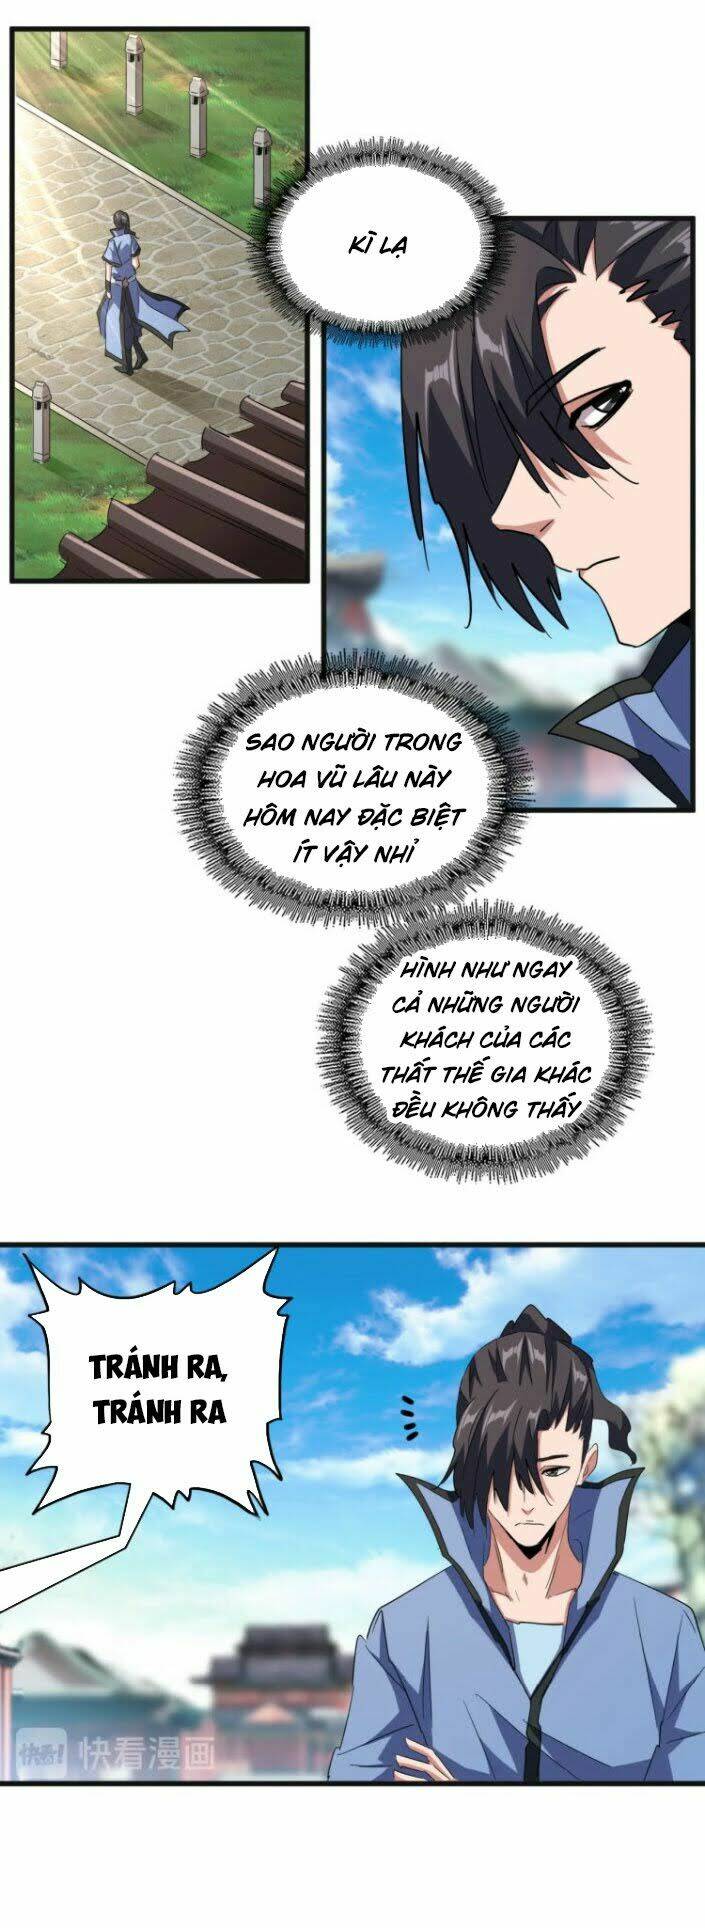 KÌ LẠ
SAO NGƯỜI TRONG
HOA VŨ LÂU NÀY
HÔM NAY ĐẶC BIỆT
ÍT VẬY NHỈ
HÌNH NHƯ NGAY
CẢ NHỮNG NGƯỜI
KHÁCH CỦA CÁC
THẤT THẾ GIA KHÁC
ĐỀU KHÔNG THẤY
TRÁNH RA,
TRÁNH RA
快看! 快看漫画